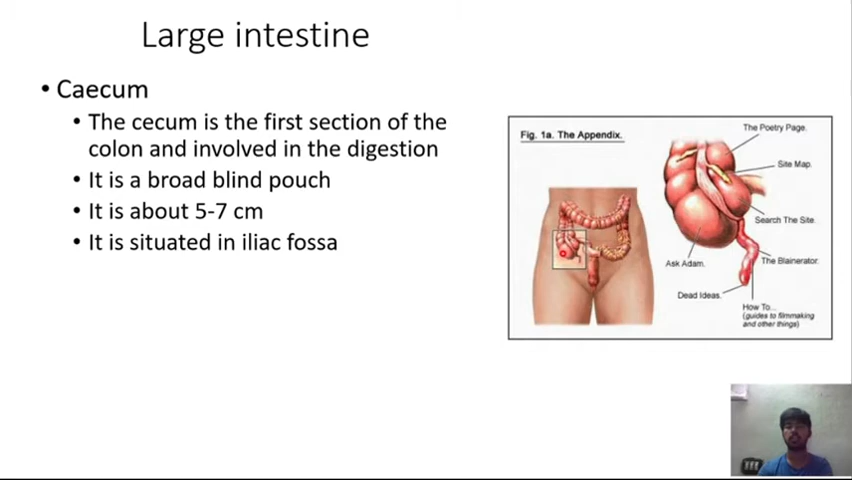 Large intestine
• Caecum
• The cecum is the first section of the
colon and involved in the digestion
• It is a broad blind pouch
• It is about 5-7 cm
• It is situated in iliac fossa
Fig. 1a. The Appendix.
The Poetry Page.
Site Map.
Search The Site.
Ask Adam.
The Blainerator.
Dead Ideas.
How To...
(guides to filmmaking
and other things)